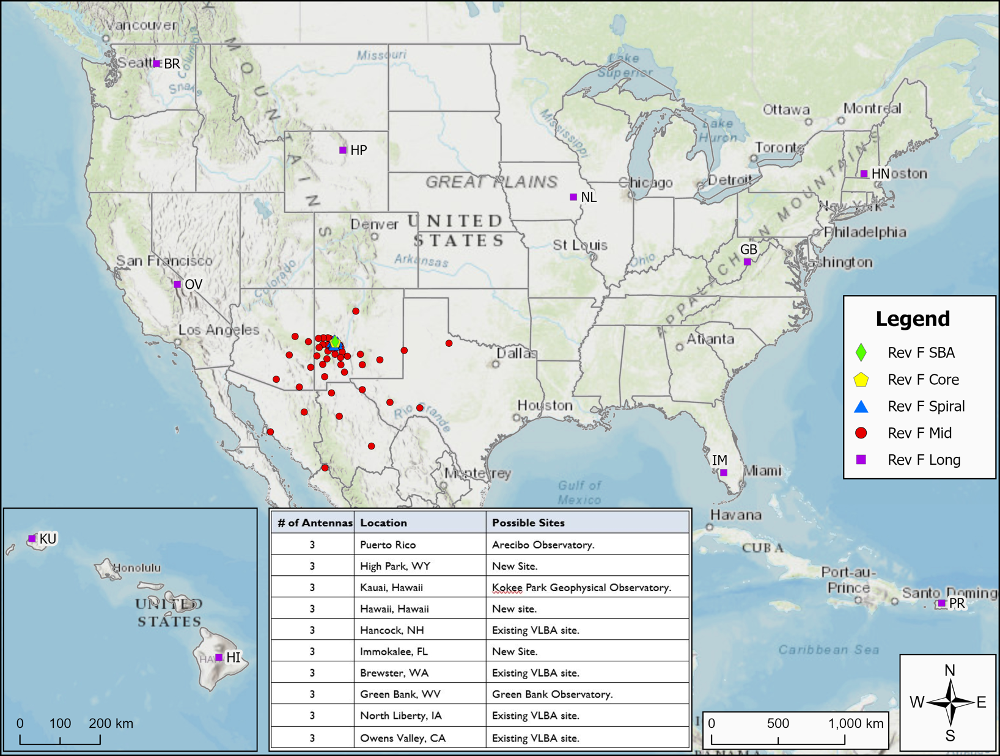 Vancouver
Seattle
BR
Columbia
Snake
Missouri
MOUNTAINS
Lake
Superior
Mississippi
Ottawa
Montreal
Lake
Huron
Toronto
HP
GREAT PLAINS
Chicago
Detroit
HN
oston
NL
New York
Denver
UNITED
STATES
Philadelphia
St Louis
GB
APPALACHIAN MOUNTAINS
San Francisco
Arkansas
Ohio
shington
OV
Colorado
Los Angeles
Dallas
Atlanta
Houston
Rio Grande
IM
Miami
Monterrey
Gulf of
Mexico
Havana
CUBA
Port-au-
Prince
Santo Doming
PR
Caribbean Sea
PANAMA
Legend
Rev F SBA
Rev F Core
Rev F Spiral
Rev F Mid
Rev F Long
KU
Honolulu
UNITED
STATES
HI
0 100 200 km
# of Antennas Location Possible Sites
3 Puerto Rico Arecibo Observatory.
3 High Park, WY New Site.
3 Kauai, Hawaii Kokee Park Geophysical Observatory.
3 Hawaii, Hawaii New site.
3 Hancock, NH Existing VLBA site.
3 Immokalee, FL New Site.
3 Brewster, WA Existing VLBA site.
3 Green Bank, WV Green Bank Observatory.
3 North Liberty, IA Existing VLBA site.
3 Owens Valley, CA Existing VLBA site.
0 500 1,000 km
N
W E
S